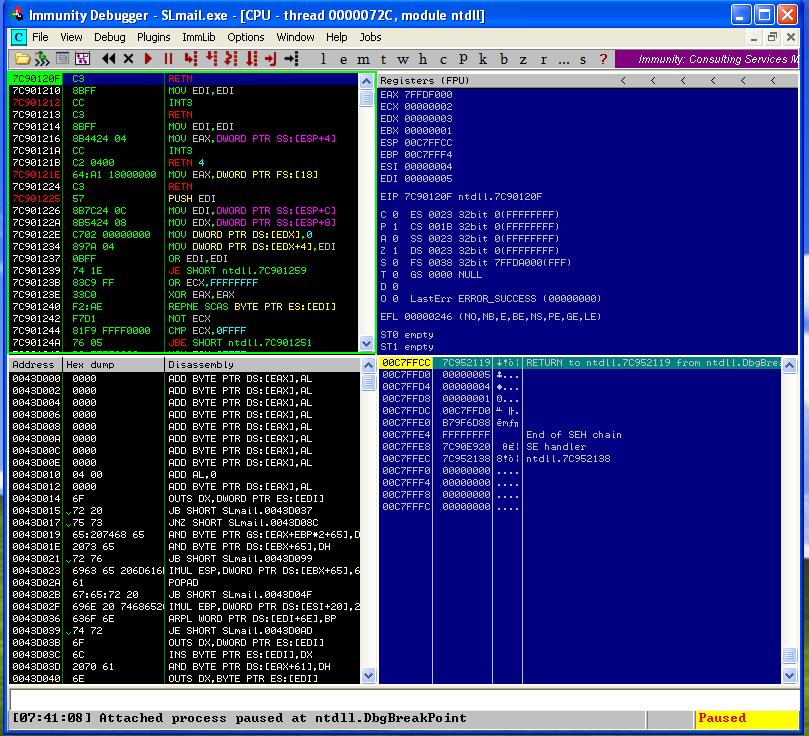 Immunity Debugger - SLmail.exe - [CPU - thread 0000072C, module ntdll]
C File View Debug Plugins ImmLib Options Window Help Jobs
l e m t w h c P k b z r ... s ? Immunity: Consulting Services M
7C90120F C3 RETN
7C901210 8BFF MOV EDI,EDI
7C901212 CC INT3
7C901213 C3 RETN
7C901214 8BFF MOV EDI,EDI
7C901216 8B4424 04 MOV EAX,DWORD PTR SS:[ESP+4]
7C90121A CC INT3
7C90121B C2 0400 RETN 4
7C90121E 64:A1 18000000 MOV EAX,DWORD PTR FS:[18]
7C901224 C3 RETN
7C901225 57 PUSH EDI
7C901226 8B7C24 0C MOV EDI,DWORD PTR SS:[ESP+C]
7C90122A 8B5424 08 MOV EDX,DWORD PTR SS:[ESP+8]
7C90122E C702 00000000 MOV DWORD PTR DS:[EDX],0
7C901234 897A 04 MOV DWORD PTR DS:[EDX+4],EDI
7C901237 0BFF OR EDI,EDI
7C901239 74 1E JE SHORT ntdll.7C901259
7C90123B 83C9 FF OR ECX,FFFFFFFF
7C90123E 33C0 XOR EAX,EAX
7C901240 F2:AE REPNE SCAS BYTE PTR ES:[EDI]
7C901242 F7D1 NOT ECX
7C901244 81F9 FFFF0000 CMP ECX,0FFFF
7C90124A 76 05 JBE SHORT ntdll.7C901251
Registers (FPU) < < < < < <
EAX 7FFDF000
ECX 00000002
EDX 00000003
EBX 00000001
ESP 00C7FFCC
EBP 00C7FFF4
ESI 00000004
EDI 00000005
EIP 7C90120F ntdll.7C90120F
C 0 ES 0023 32bit 0(FFFFFFFF)
P 1 CS 001B 32bit 0(FFFFFFFF)
A 0 SS 0023 32bit 0(FFFFFFFF)
Z 1 DS 0023 32bit 0(FFFFFFFF)
S 0 FS 0038 32bit 7FFDA000(FFF)
T 0 GS 0000 NULL
D 0
O 0 LastErr ERROR_SUCCESS (00000000)
EFL 00000246 (NO,NB,E,BE,NS,PE,GE,LE)
ST0 empty
ST1 empty
Address Hex dump Disassembly
0043D000 0000 ADD BYTE PTR DS:[EAX],AL
0043D002 0000 ADD BYTE PTR DS:[EAX],AL
0043D004 0000 ADD BYTE PTR DS:[EAX],AL
0043D006 0000 ADD BYTE PTR DS:[EAX],AL
0043D008 0000 ADD BYTE PTR DS:[EAX],AL
0043D00A 0000 ADD BYTE PTR DS:[EAX],AL
0043D00C 0000 ADD BYTE PTR DS:[EAX],AL
0043D00E 0000 ADD BYTE PTR DS:[EAX],AL
0043D010 04 00 ADD AL,0
0043D012 0000 ADD BYTE PTR DS:[EAX],AL
0043D014 6F OUTS DX,DWORD PTR ES:[EDI]
0043D015 72 20 JB SHORT SLmail.0043D037
0043D017 75 73 JNZ SHORT SLmail.0043D08C
0043D019 65:207468 65 AND BYTE PTR GS:[EAX+EBP*2+65],D
0043D01E 2073 65 AND BYTE PTR DS:[EBX+65],DH
0043D021 72 76 JB SHORT SLmail.0043D099
0043D023 6963 65 206D616 IMUL ESP,DWORD PTR DS:[EBX+65],6
0043D02A 61 POPAD
0043D02B 67:65:72 20 JB SHORT SLmail.0043D04F
0043D02F 696E 20 7468652 IMUL EBP,DWORD PTR DS:[ESI+20],2
0043D036 636F 6E ARPL WORD PTR DS:[EDI+6E],BP
0043D039 74 72 JE SHORT SLmail.0043D0AD
0043D03B 6F OUTS DX,DWORD PTR ES:[EDI]
0043D03C 6C INS BYTE PTR ES:[EDI],DX
0043D03D 2070 61 AND BYTE PTR DS:[EAX+61],DH
0043D040 6E OUTS DX,BYTE PTR ES:[EDI]
00C7FFCC 7C952119 RETURN to ntdll.7C952119 from ntdll.DbgBrea
00C7FFD0 00000005
00C7FFD4 00000004
00C7FFD8 00000001
00C7FFDC 00C7FFD0
00C7FFE0 B79F6D88
00C7FFE4 FFFFFFFF End of SEH chain
00C7FFE8 7C90E920 SE handler
00C7FFEC 7C952138 ntdll.7C952138
00C7FFF0 00000000 ....
00C7FFF4 00000000 ....
00C7FFF8 00000000 ....
00C7FFFC 00000000 ....
[07:41:08] Attached process paused at ntdll.DbgBreakPoint
Paused